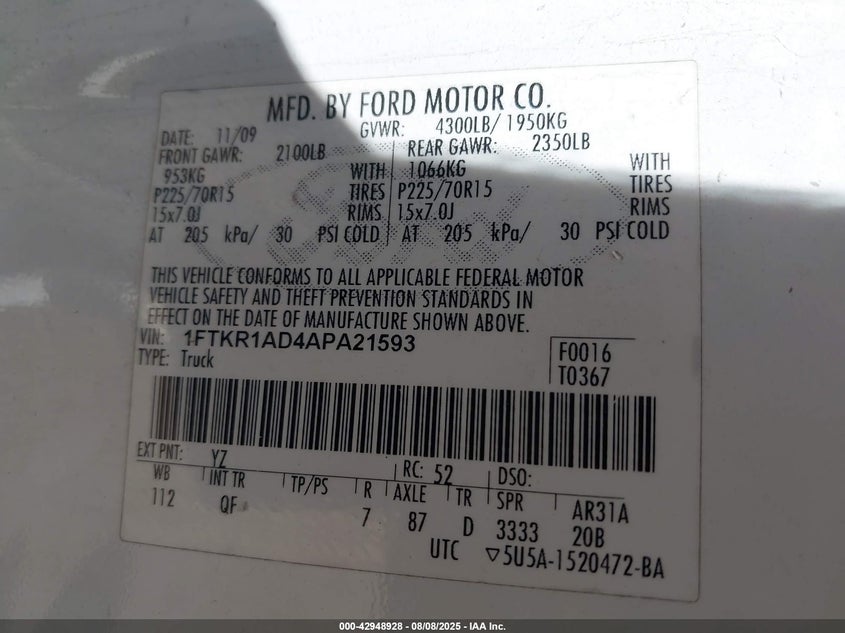 MFD. BY FORD MOTOR CO.
DATE: 11/09 GVWR: 4300LB/ 1950KG
FRONT GAWR: 2100LB REAR GAWR: 2350LB
953KG WITH 1066KG WITH
P225/70R15 TIRES P225/70R15 TIRES
15x7.0J RIMS 15x7.0J RIMS
AT 205 kPa/ 30 PSI COLD AT 205 kPa/ 30 PSI COLD
THIS VEHICLE CONFORMS TO ALL APPLICABLE FEDERAL MOTOR
VEHICLE SAFETY AND THEFT PREVENTION STANDARDS IN
EFFECT ON THE DATE OF MANUFACTURE SHOWN ABOVE.
VIN: 1FTKR1AD4APA21593
TYPE: Truck
F0016
T0367
EXT PNT: YZ RC: 52 DSO:
WB INT TR TP/PS R AXLE TR SPR AR31A
112 QF 7 87 D 3333 20B
UTC ▽5U5A-1520472-BA
000-42948928 - 08/08/2025 - IAA Inc.